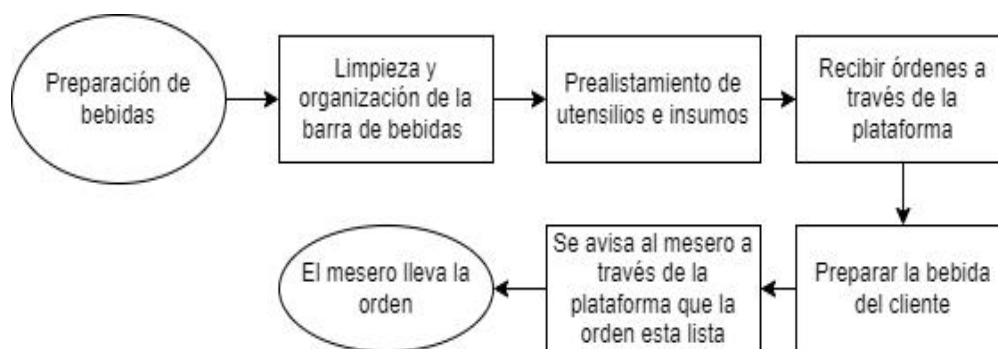 Preparación de
bebidas
Limpieza y
organización de la
barra de bebidas
Prealistamiento de
utensilios e insumos
Recibir órdenes a
través de la
plataforma
Preparar la bebida
del cliente
Se avisa al mesero a
través de la
plataforma que la
orden esta lista
El mesero lleva la
orden